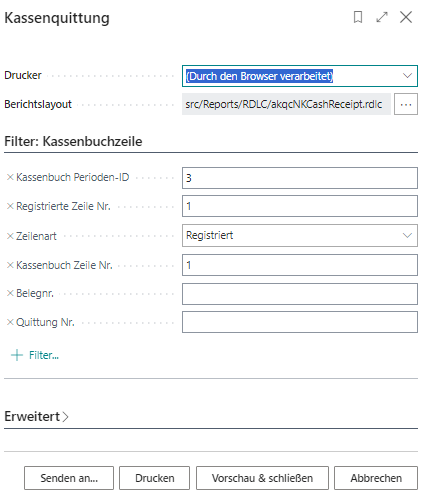 Kassenquittung
Drucker (Durch den Browser verarbeitet)
Berichtslayout src/Reports/RDLC/akqcNKCashReceipt.rdlc ...
Filter: Kassenbuchzeile
× Kassenbuch Perioden-ID 3
× Registrierte Zeile Nr. 1
× Zeilenart Registriert
× Kassenbuch Zeile Nr. 1
× Belegnr.
× Quittung Nr.
+ Filter...
Erweitert >
Senden an... Drucken Vorschau & schließen Abbrechen